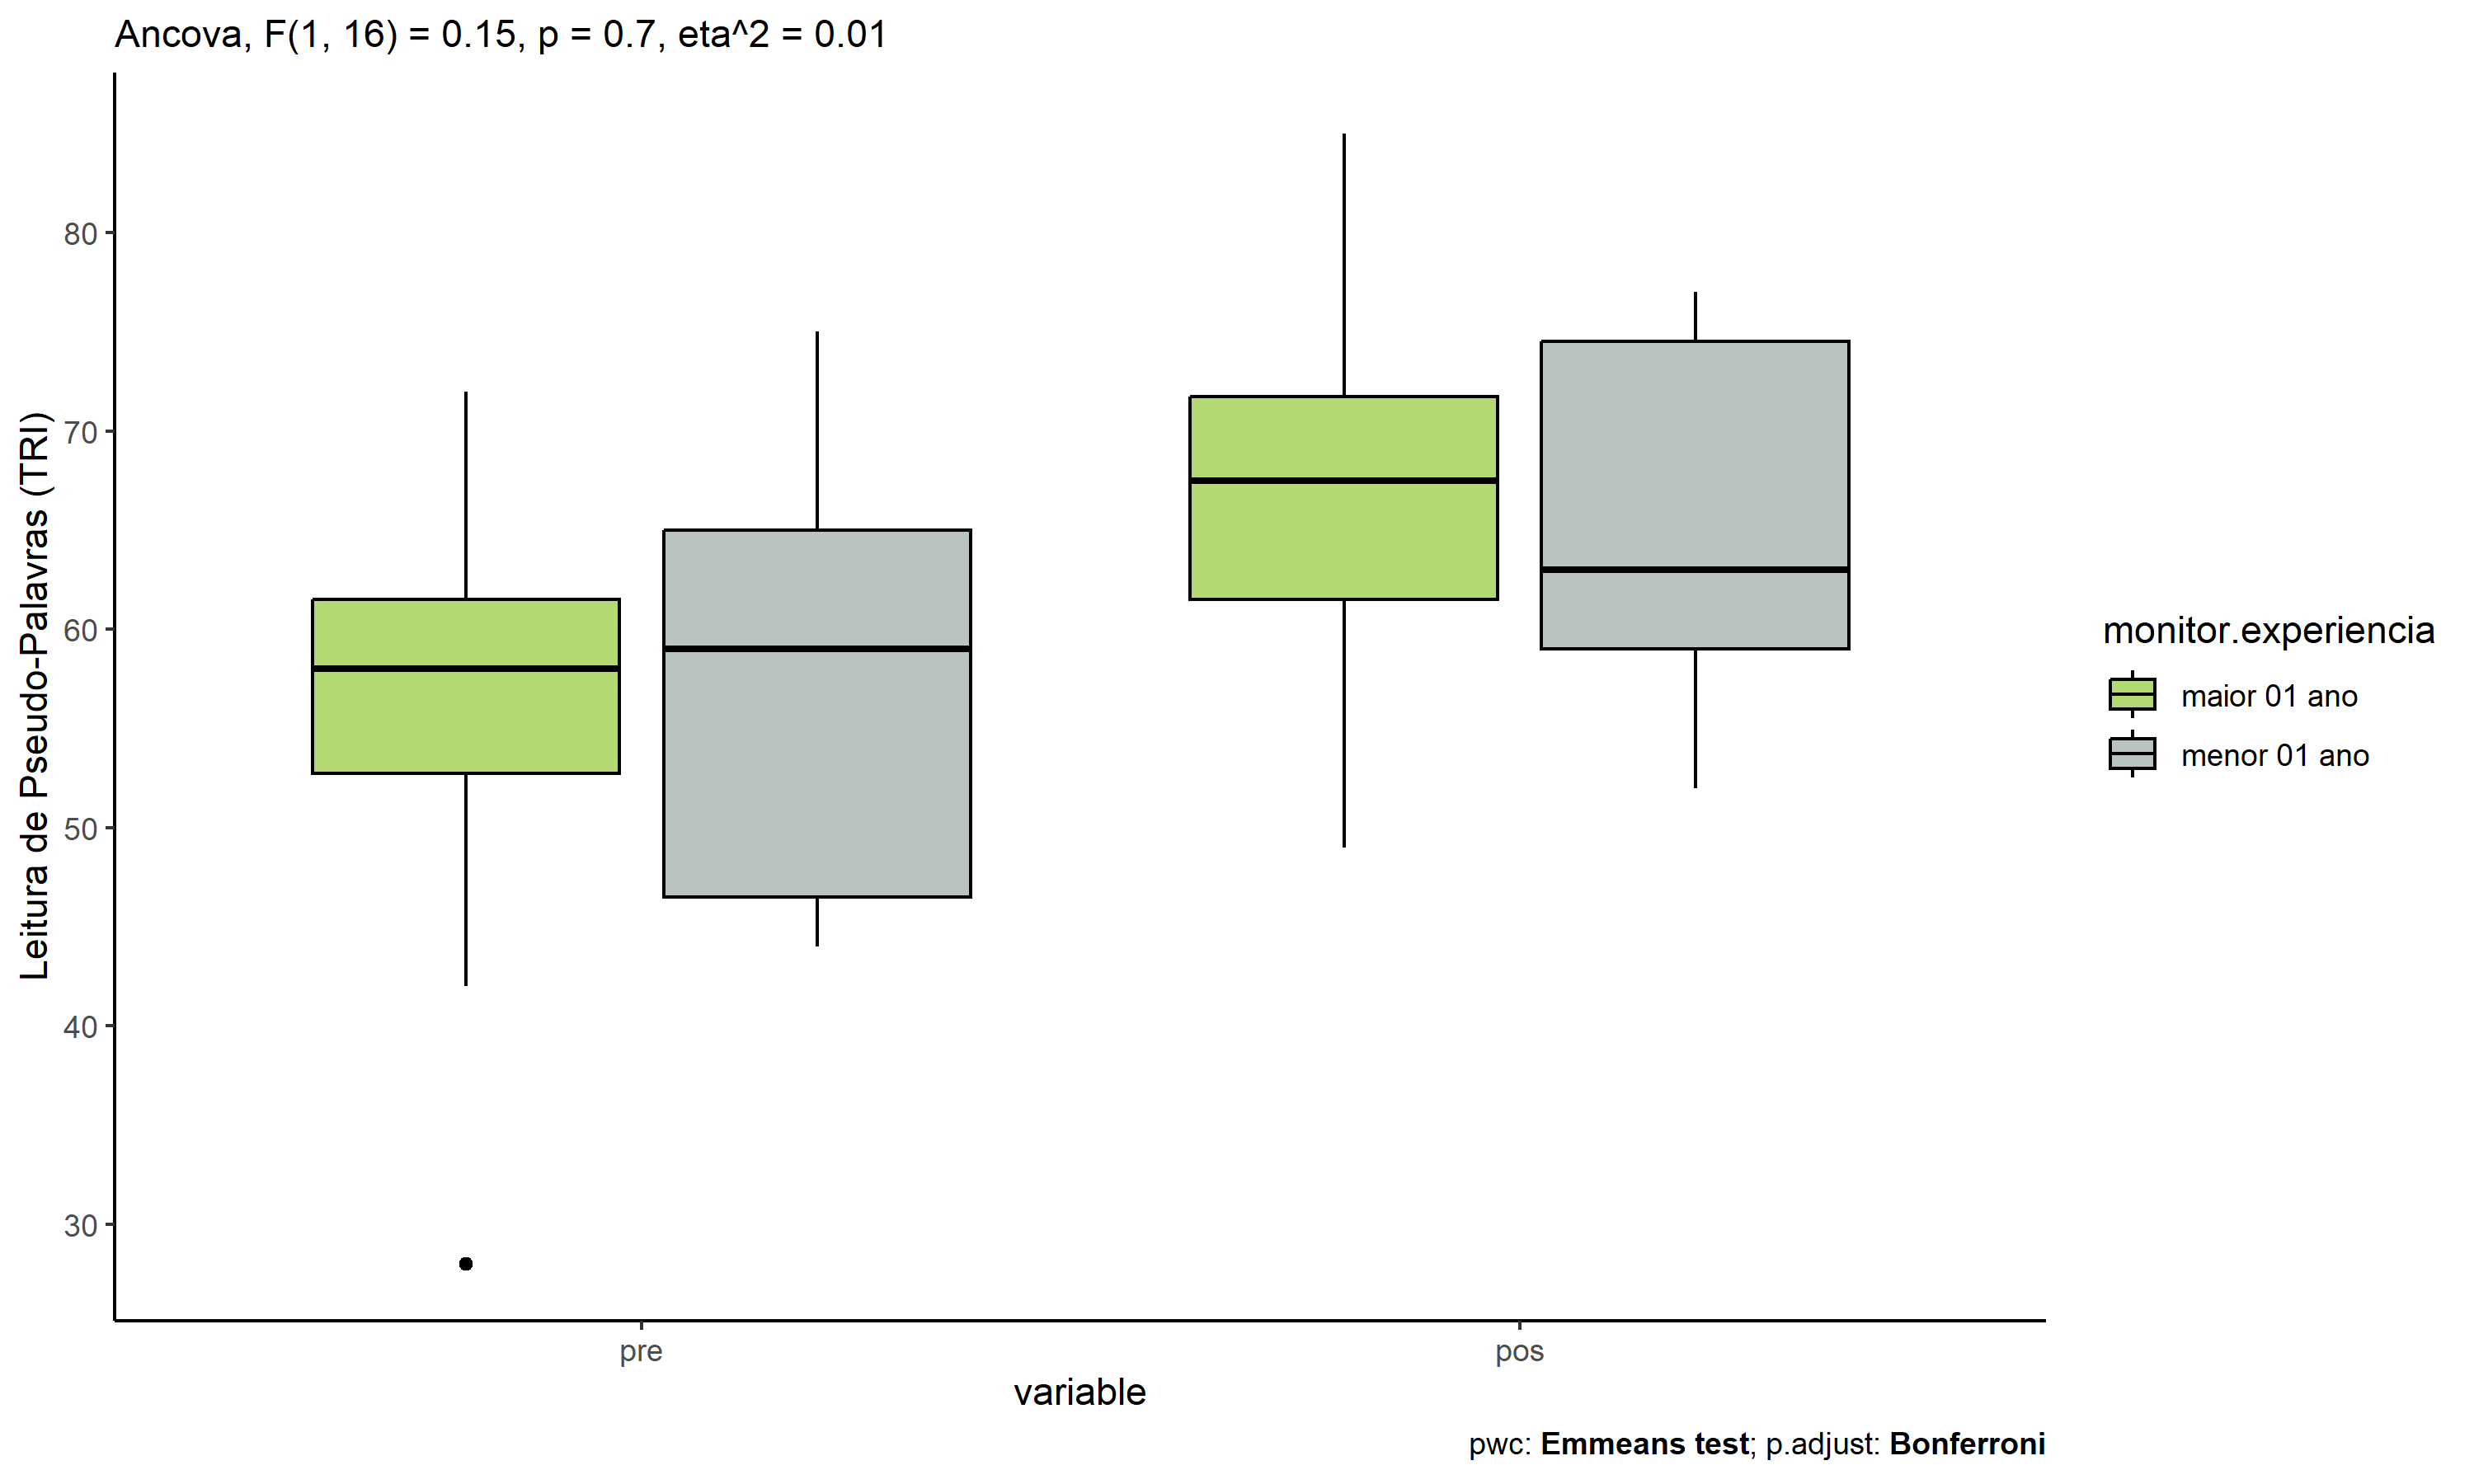 Ancova, F(1, 16) = 0.15, p = 0.7, eta^2 = 0.01
Leitura de Pseudo-Palavras (TRI)
80
70
60
50
40
30
pre
pos
variable
monitor.experiencia
maior 01 ano
menor 01 ano
pwc: Emmeans test; p.adjust: Bonferroni